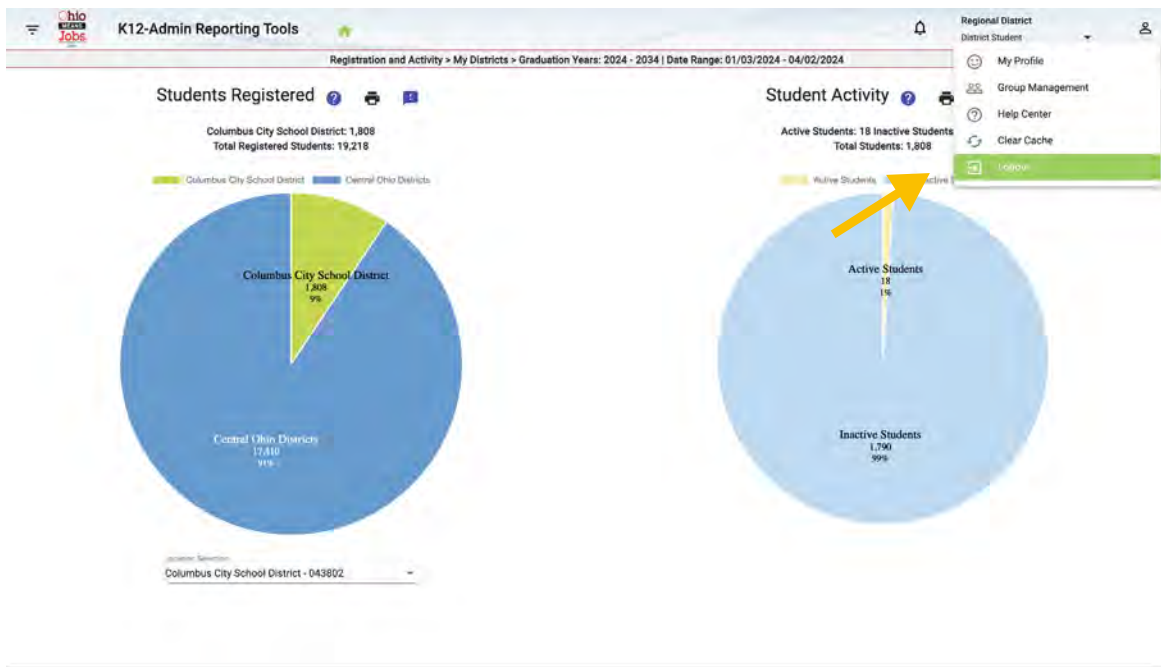 Ohio
MEANS
Jobs
K12-Admin Reporting Tools
Regional District
District Student
Registration and Activity > My Districts > Graduation Years: 2024 - 2034 | Date Range: 01/03/2024 - 04/02/2024
My Profile
Group Management
Help Center
Clear Cache
Logout
Students Registered
Columbus City School District: 1,808
Total Registered Students: 19,218
Columbus City School District Central Ohio Districts
Columbus City School District
1,808
9%
Central Ohio Districts
17,410
91%
Location Selection
Columbus City School District - 043802
Student Activity
Active Students: 18 Inactive Students
Total Students: 1,808
Active Students
Active Students
18
1%
Inactive Students
1,790
99%